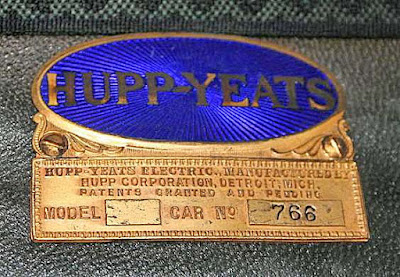 HUPP-YEATS
HUPP-YEATS ELECTRIC, MANUFACTURED BY
HUPP CORPORATION, DETROIT, MICH.
PATENTS GRANTED AND PENDING
MODEL CAR NO 766